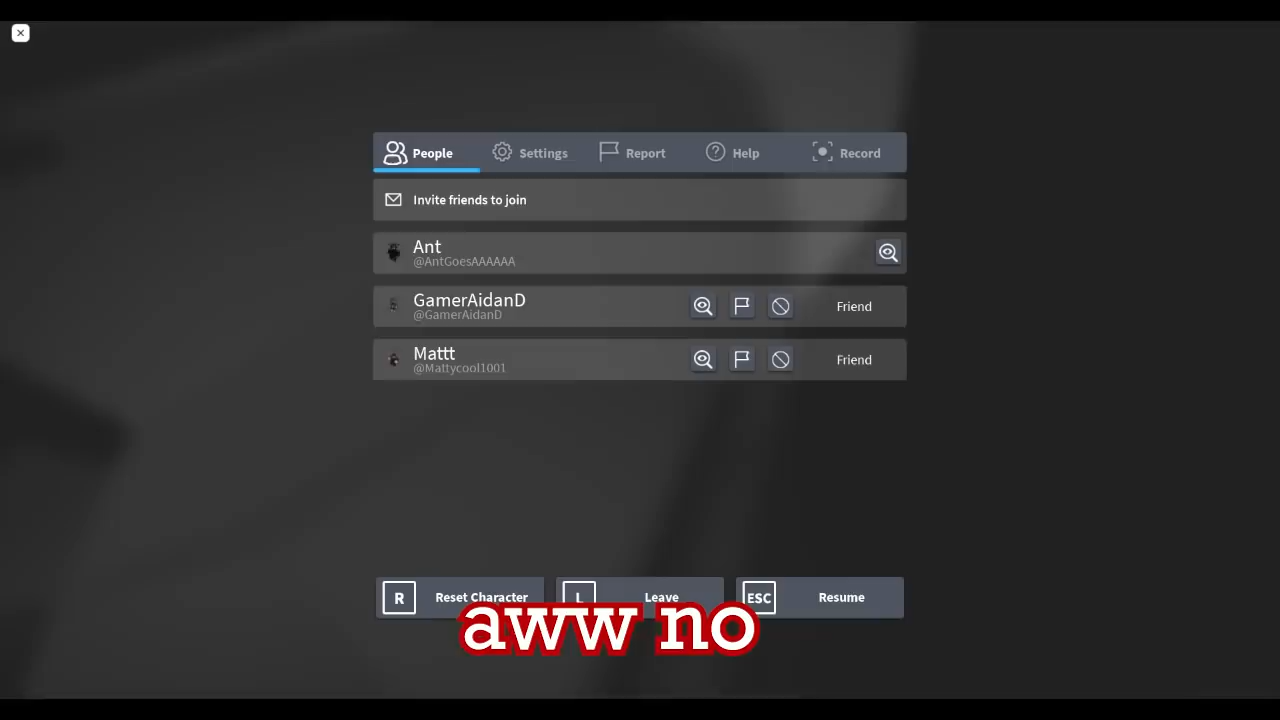 People Settings Report Help Record
Invite friends to join
Ant
@AntGoesAAAAAA
GamerAidanD
@GamerAidanD
Friend
Mattt
@Mattycool1001
Friend
R Reset Character L Leave ESC Resume
aww no